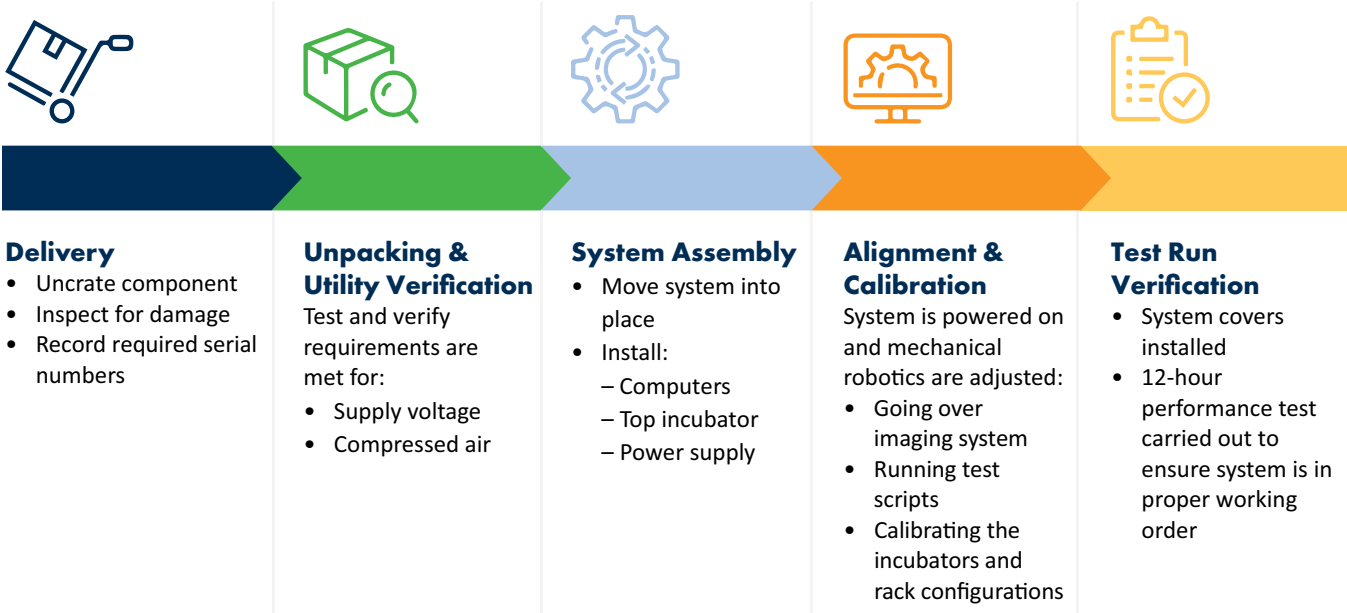 Delivery
• Uncrate component
• Inspect for damage
• Record required serial
numbers
Unpacking &
Utility Verification
Test and verify
requirements are
met for:
• Supply voltage
• Compressed air
System Assembly
• Move system into
place
• Install:
– Computers
– Top incubator
– Power supply
Alignment &
Calibration
System is powered on
and mechanical
robotics are adjusted:
• Going over
imaging system
• Running test
scripts
• Calibrating the
incubators and
rack configurations
Test Run
Verification
• System covers
installed
• 12-hour
performance test
carried out to
ensure system is in
proper working
order